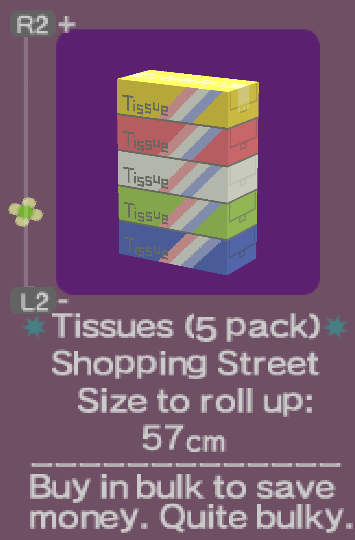 R2 +
Tissue
Tissue
Tissue
Tissue
Tissue
L2 -
Tissues (5 pack)
Shopping Street
Size to roll up:
57cm
Buy in bulk to save
money. Quite bulky.